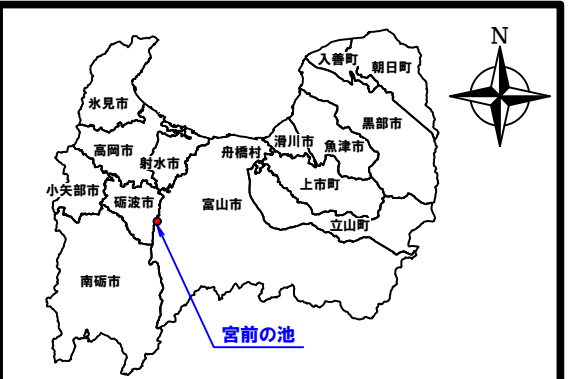 N
入善町
朝日町
氷見市
黒部市
高岡市
射水市
舟橋村
滑川市
魚津市
小矢部市
砺波市
富山市
上市町
立山町
南砺市
宮前の池